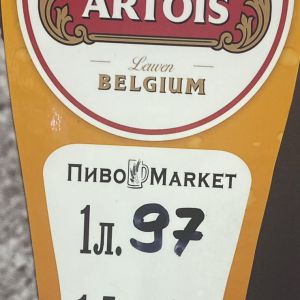 ARTOIS
Leuven
BELGIUM
ПИВО MARKET
1л. 97